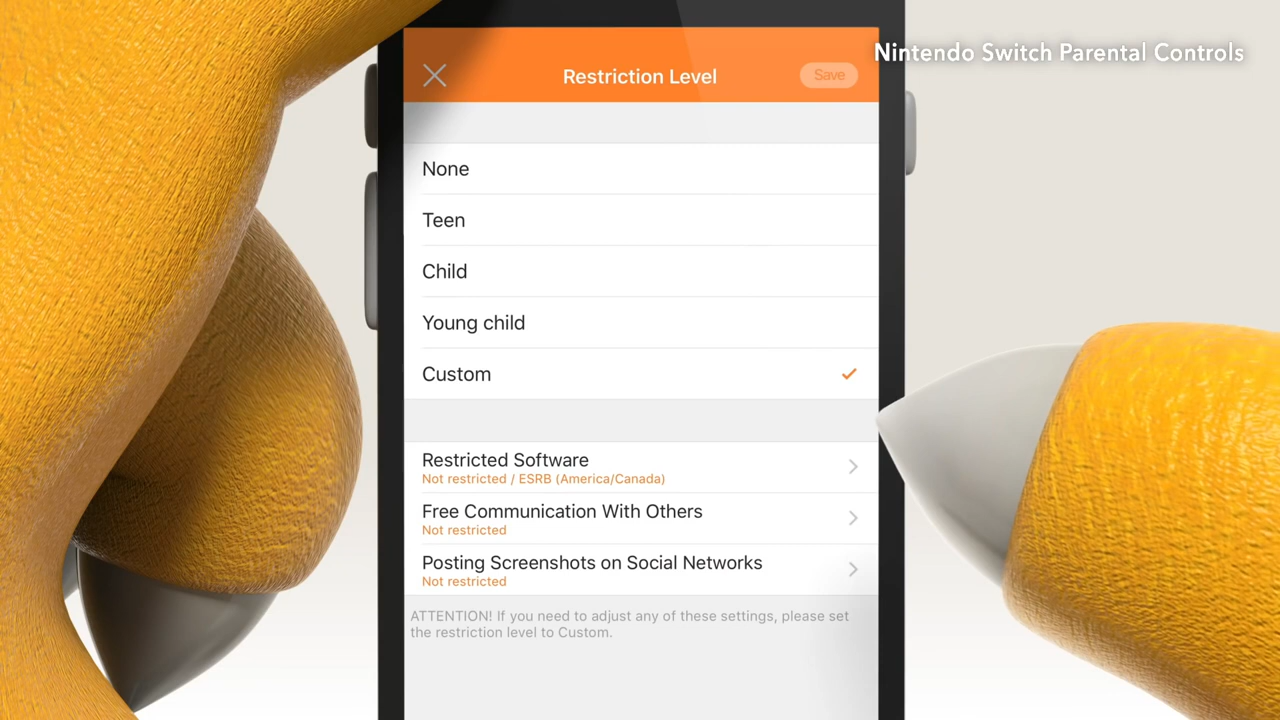 Nintendo Switch Parental Controls
Restriction Level
Save
None
Teen
Child
Young child
Custom
Restricted Software
Not restricted / ESRB (America/Canada)
Free Communication With Others
Not restricted
Posting Screenshots on Social Networks
Not restricted
ATTENTION! If you need to adjust any of these settings, please set
the restriction level to Custom.